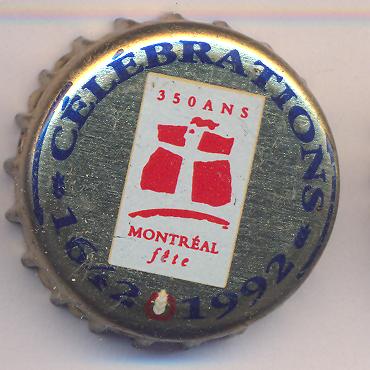 CÉLÉBRATIONS
350 ANS
MONTRÉAL
fête
1642 1992